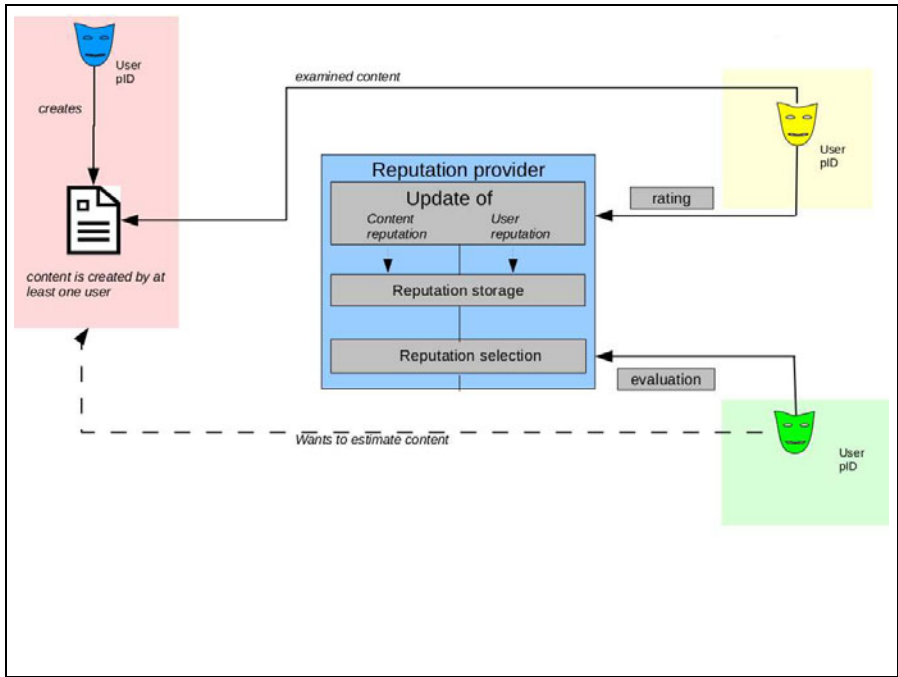 User
pID
creates
content is created by at
least one user
examined content
Reputation provider
Update of
Content
reputation
User
reputation
Reputation storage
Reputation selection
rating
User
pID
evaluation
Wants to estimate content
User
pID